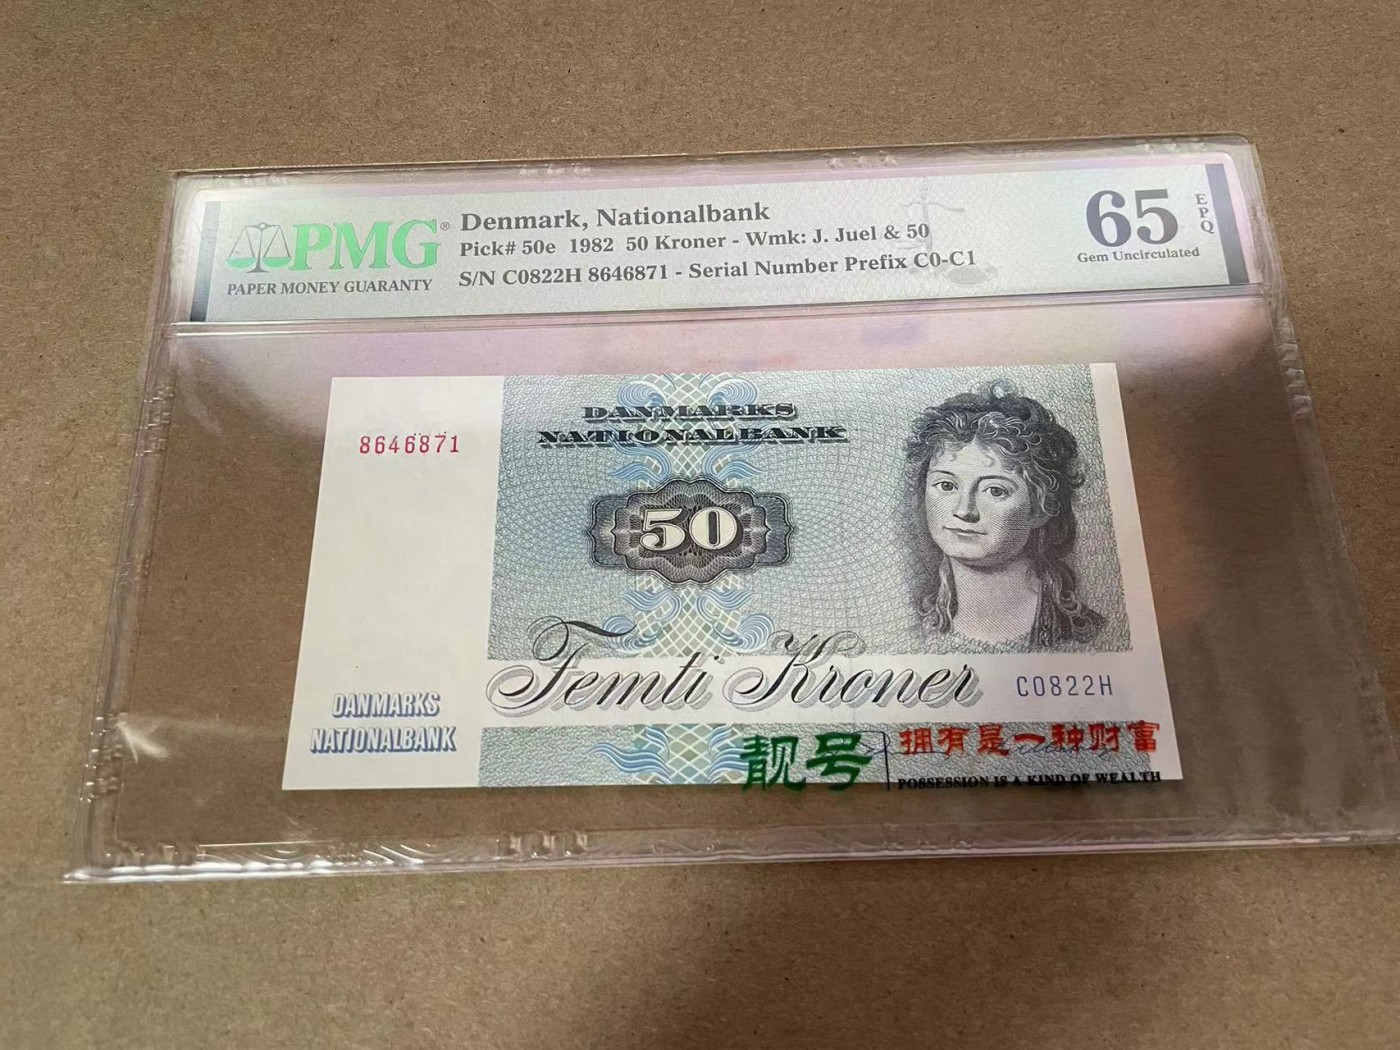 PMG®
PAPER MONEY GUARANTY
Denmark, Nationalbank
Pick# 50e 1982 50 Kroner - Wmk: J. Juel & 50
S/N C0822H 8646871 - Serial Number Prefix C0-C1
65
EPQ
Gem Uncirculated
DANMARKS
NATIONALBANK
8646871
50
Femti Kroner
C0822H
DANMARKS
NATIONALBANK
靓号
拥有是一种财富
POSSESSION IS A KIND OF WEALTH